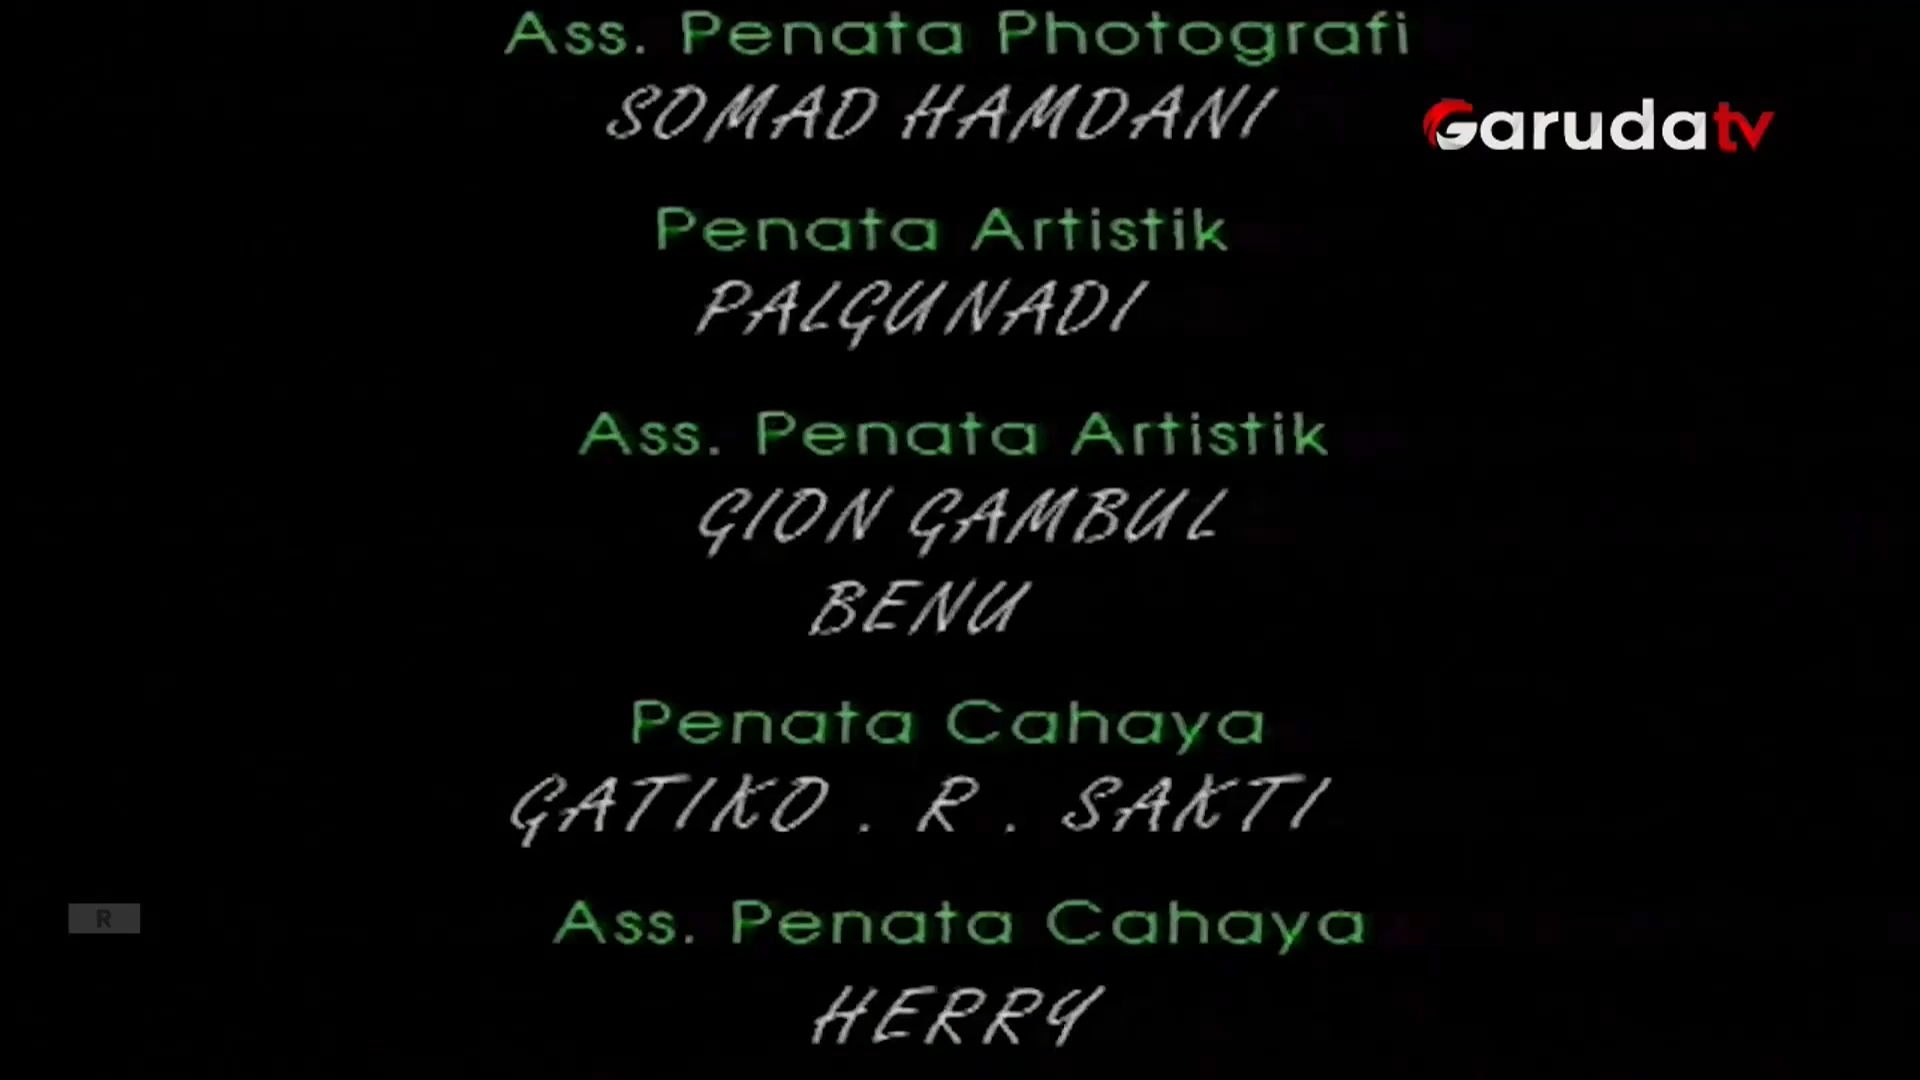 Ass. Penata Photografi
SOMAD HAMDANI
Garudatv
Penata Artistik
PALGUNADI
Ass. Penata Artistik
GION GAMBUL
BENU
Penata Cahaya
GATIKO . R . SAKTI
R
Ass. Penata Cahaya
HERRY